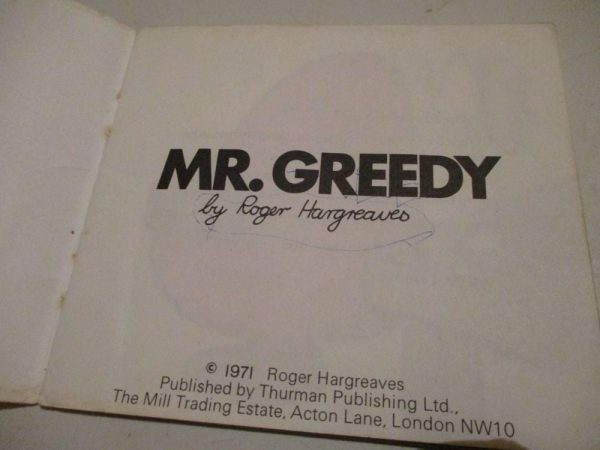 MR. GREEDY
by Roger Hargreaves
© 1971 Roger Hargreaves
Published by Thurman Publishing Ltd.,
The Mill Trading Estate, Acton Lane, London NW10